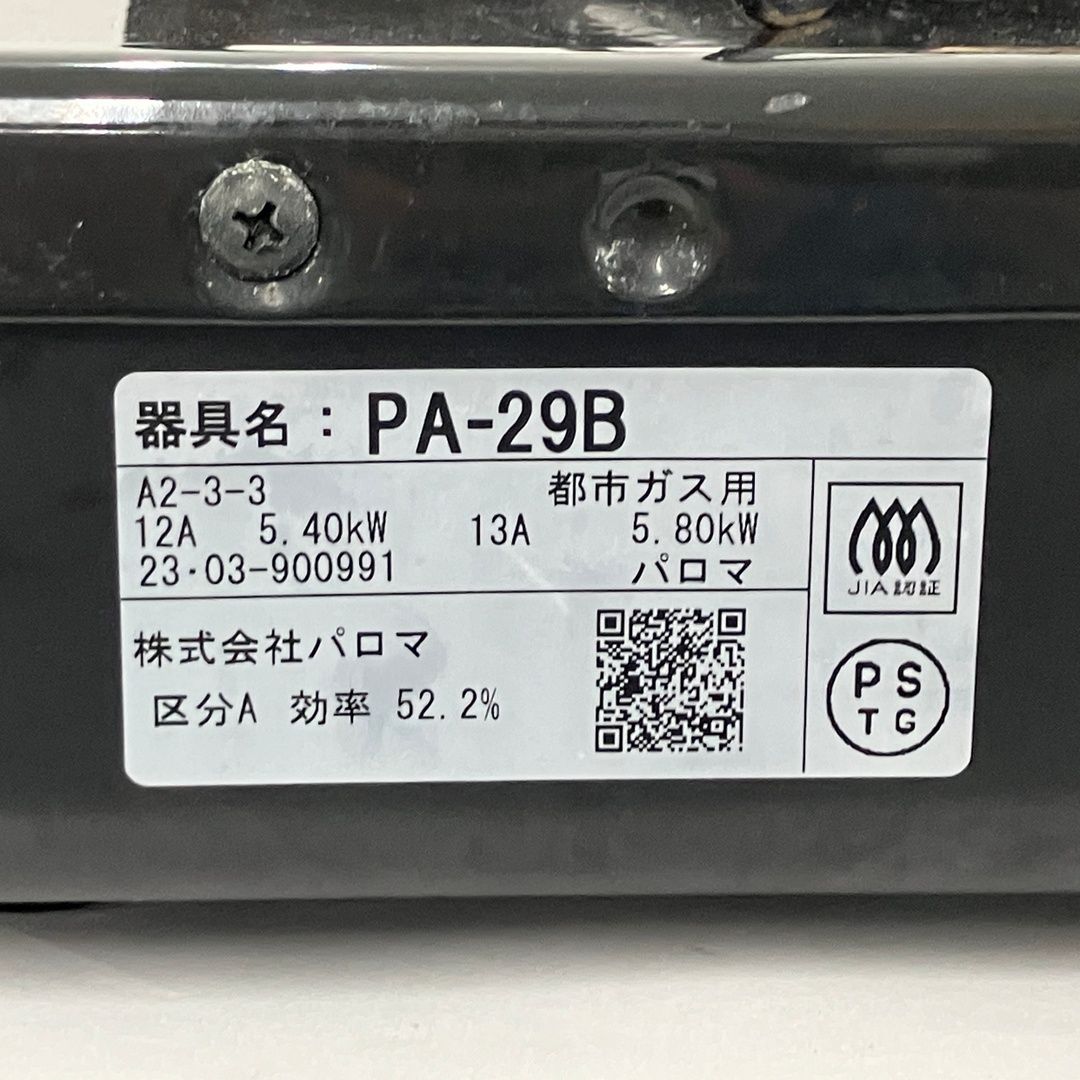 器具名：PA-29B
A2-3-3 都市ガス用
12A 5.40kW 13A 5.80kW
23・03-900991 パロマ
株式会社パロマ
区分A 効率 52.2%
JIA認証
PS
TG